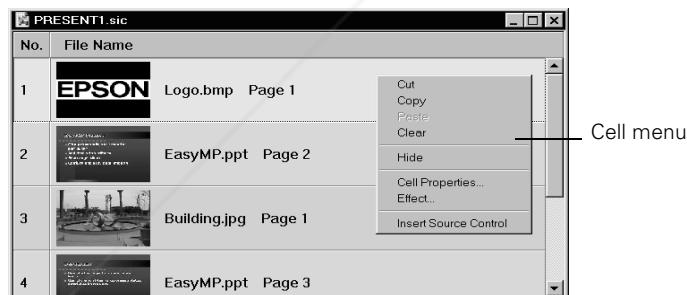 PRESENT1.sic
No. File Name
1 EPSON Logo.bmp Page 1
2 EasyMP.ppt Page 2
3 Building.jpg Page 1
4 EasyMP.ppt Page 3
Cut
Copy
Paste
Clear
Hide
Cell Properties...
Effect...
Insert Source Control
Cell menu